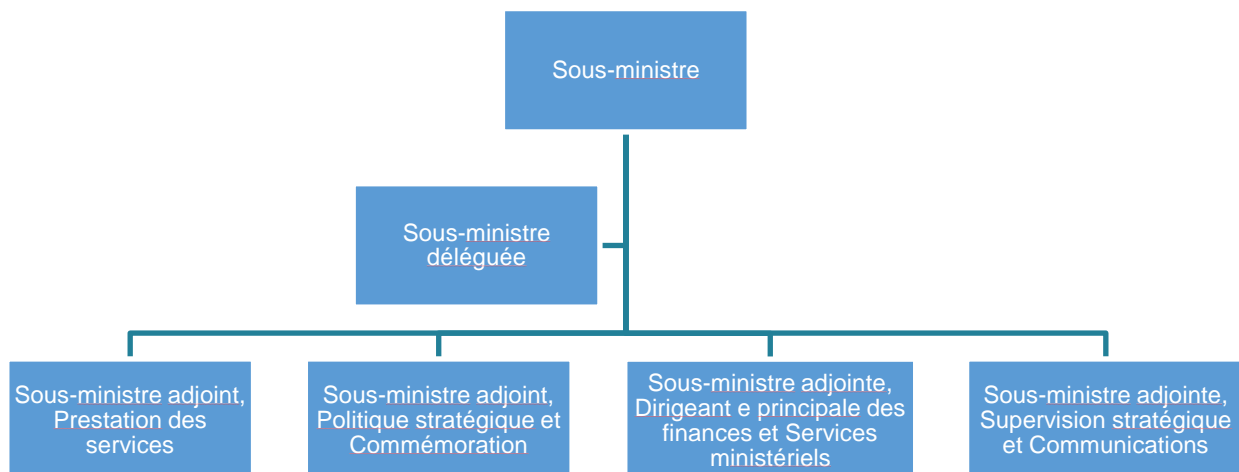 Sous-ministre
Sous-ministre
déléguée
Sous-ministre adjoint,
Prestation des
services
Sous-ministre adjoint,
Politique stratégique et
Commémoration
Sous-ministre adjointe,
Dirigeant e principale des
finances et Services
ministériels
Sous-ministre adjointe,
Supervision stratégique
et Communications